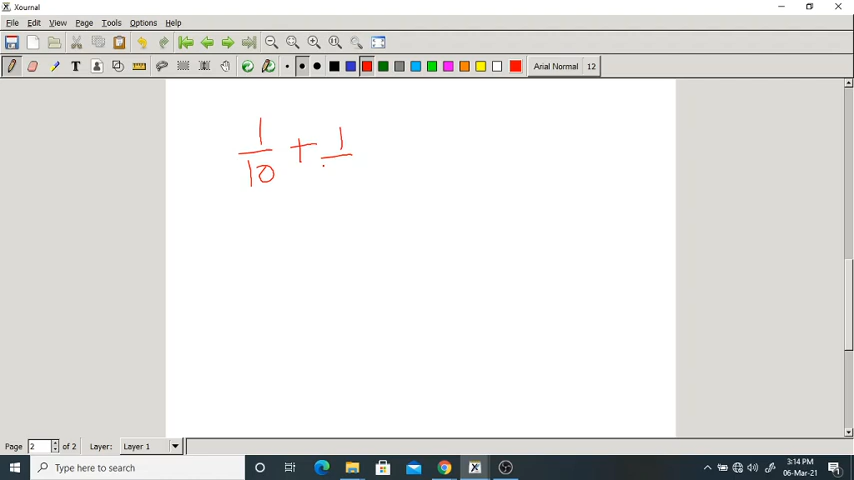 Xournal
File Edit View Page Tools Options Help
T Arial Normal 12
1 1
— + —
10
Page 2 of 2 Layer: Layer 1
Type here to search
3:14 PM
06-Mar-21